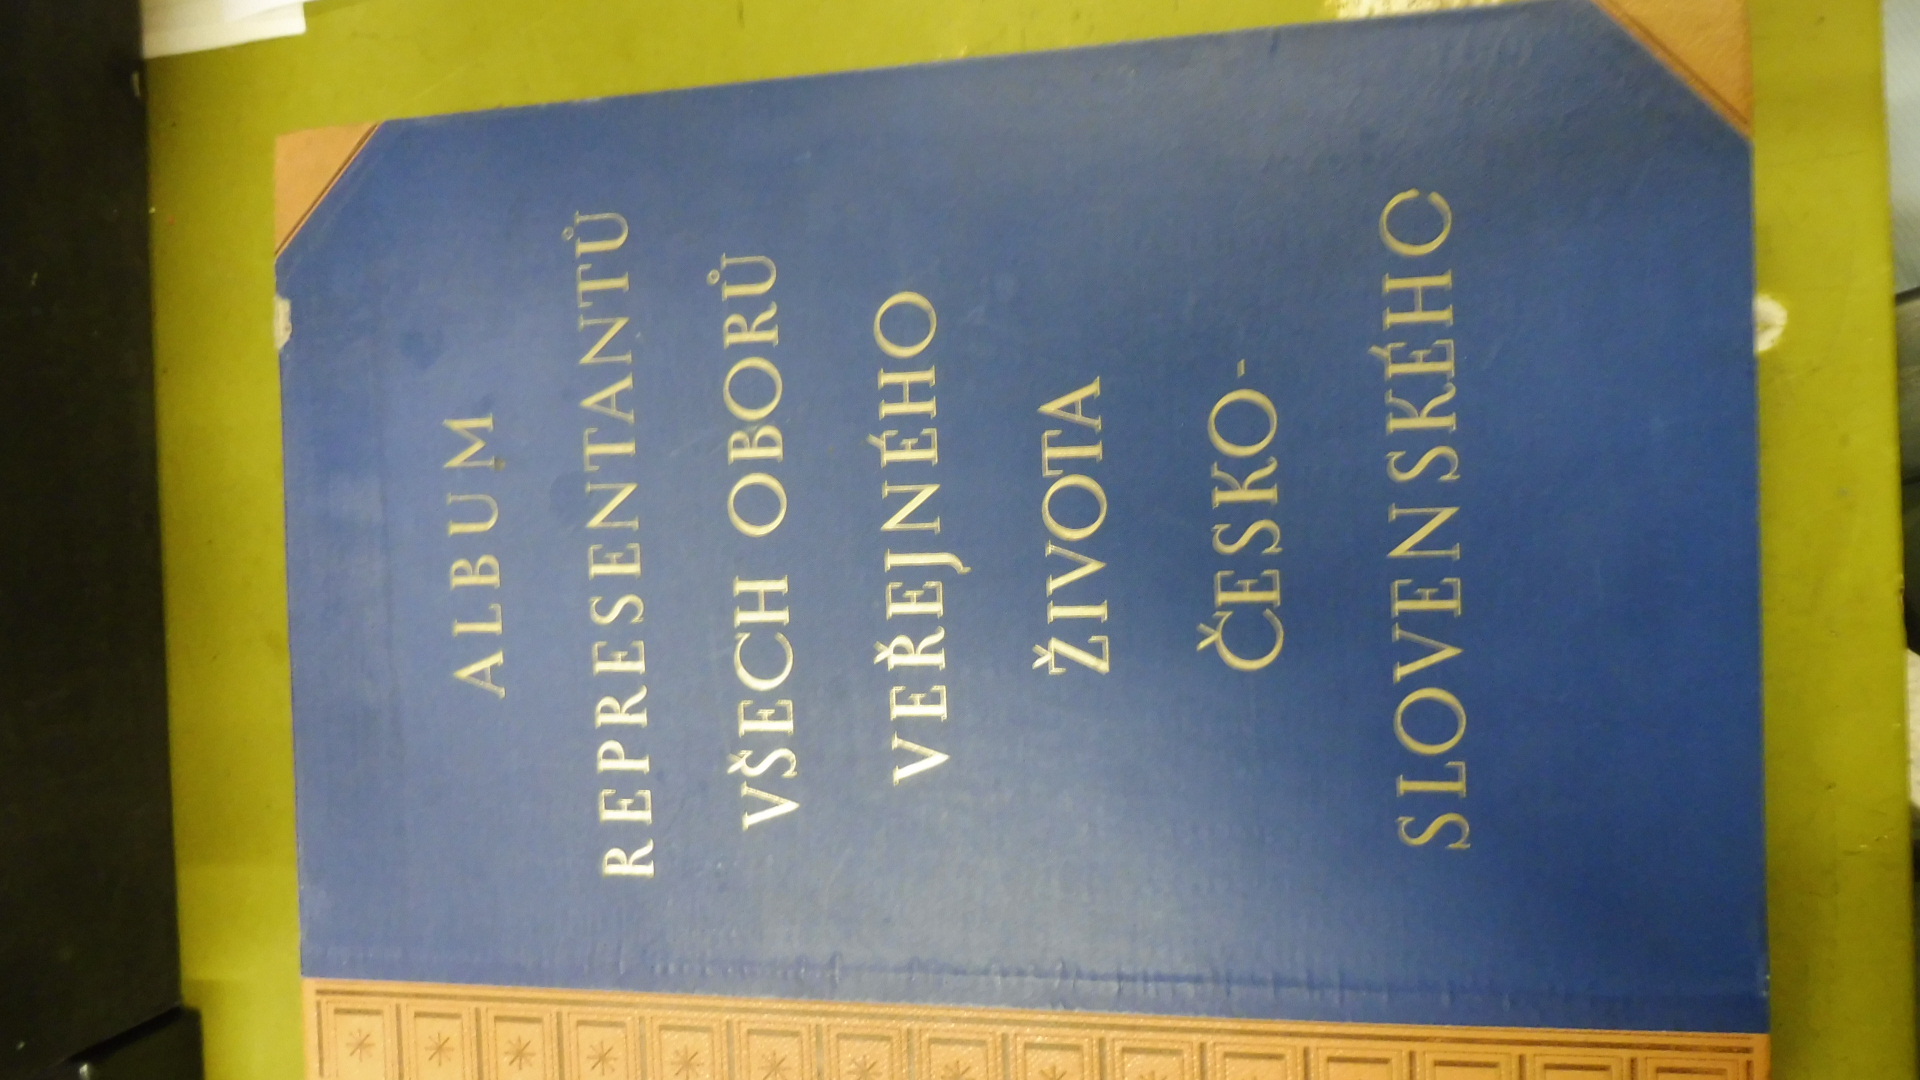 ALBUM
REPRESENTANTŮ
VŠECH OBORŮ
VEŘEJNÉHO
ŽIVOTA
ČESKO-
SLOVENSKÉHO